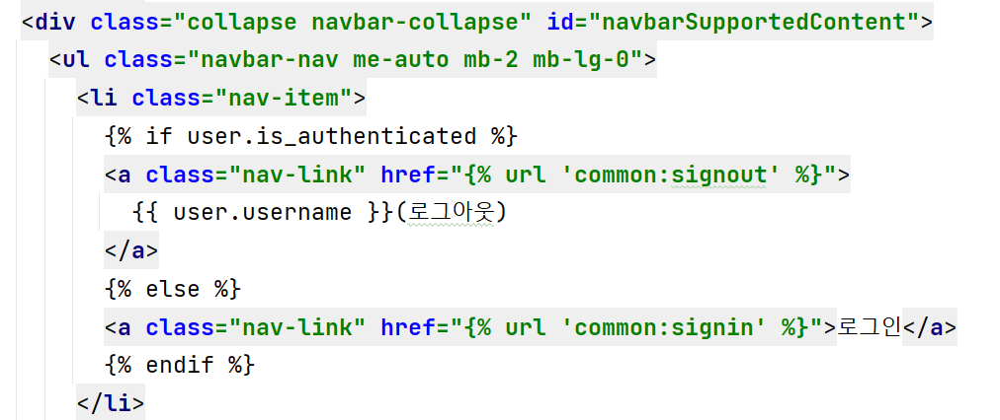 <div class="collapse navbar-collapse" id="navbarSupportedContent">
<ul class="navbar-nav me-auto mb-2 mb-lg-0">
<li class="nav-item">
{% if user.is_authenticated %}
<a class="nav-link" href="{% url 'common:signout' %}">
{{ user.username }}(로그아웃)
</a>
{% else %}
<a class="nav-link" href="{% url 'common:signin' %}">로그인</a>
{% endif %}
</li>